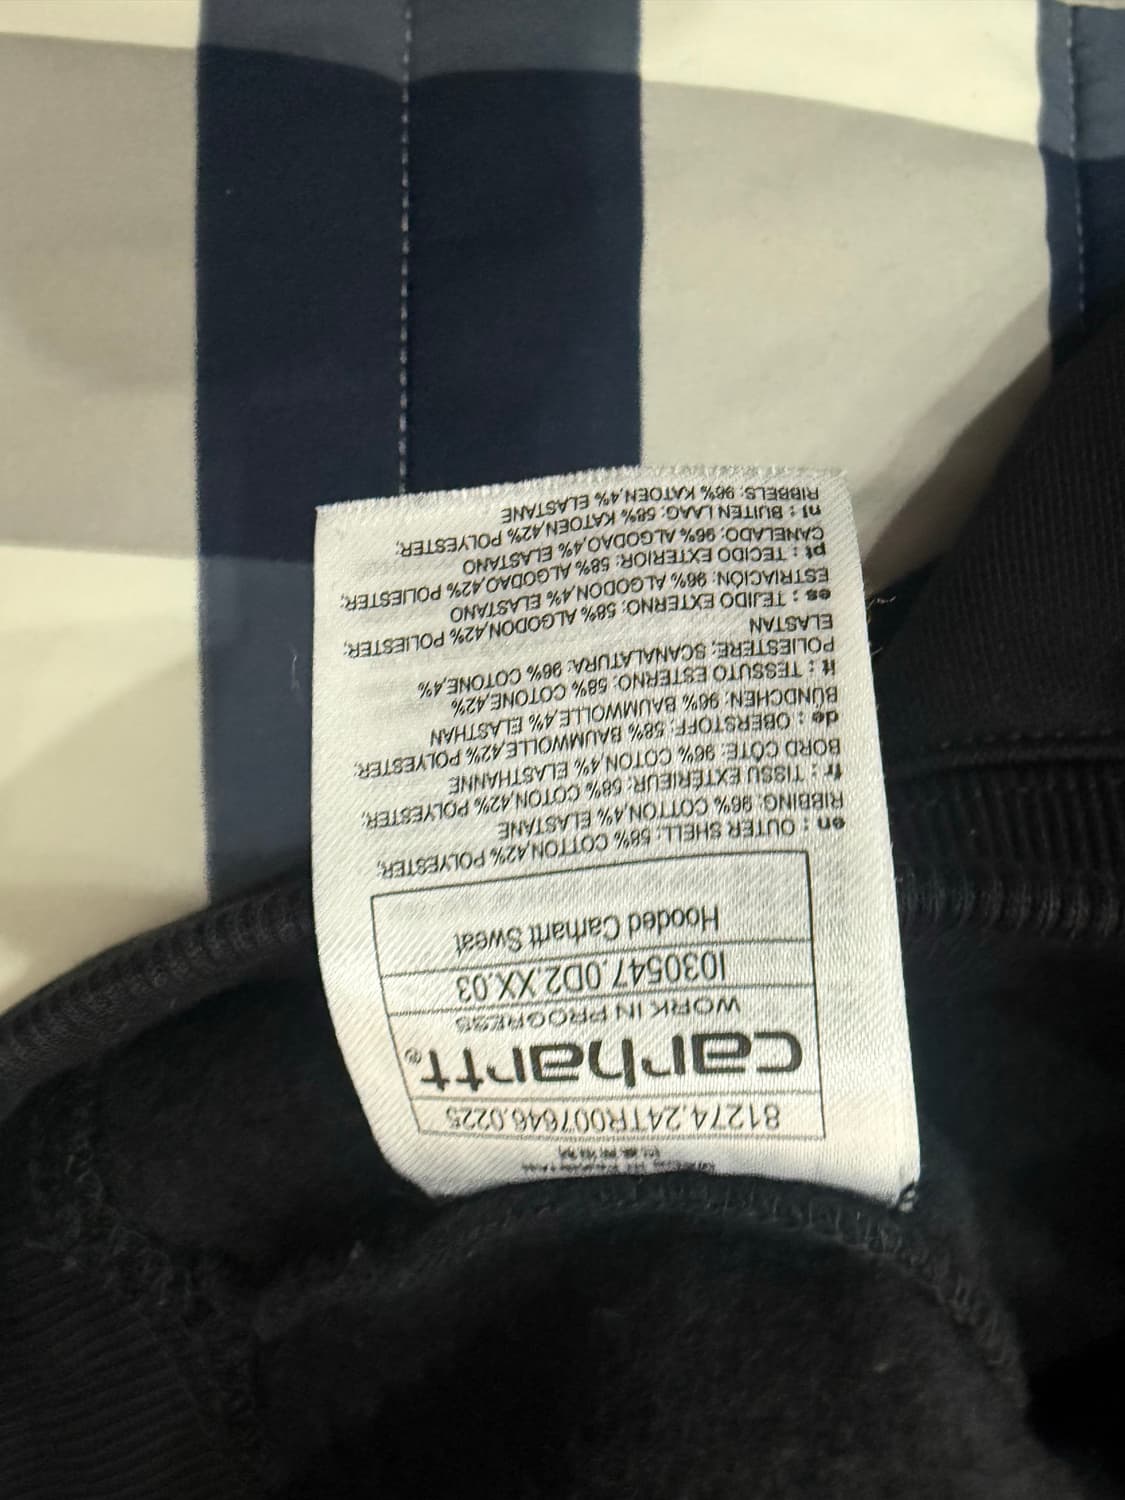 81274.24TR007646.0225
carhartt®
WORK IN PROGRESS
I030547.0D2.XX.03
Hooded Carhartt Sweat
en : OUTER SHELL: 58% COTTON,42% POLYESTER;
RIBBING: 96% COTTON,4% ELASTANE
fr : TISSU EXTÉRIEUR: 58% COTON,42% POLYESTER;
BORD CÔTE: 96% COTON,4% ELASTHANNE
de : OBERSTOFF: 58% BAUMWOLLE,42% POLYESTER;
BÜNDCHEN: 96% BAUMWOLLE,4% ELASTHAN
it : TESSUTO ESTERNO: 58% COTONE,42%
POLIESTERE; SCANALATURA: 96% COTONE,4%
ELASTAN
es : TEJIDO EXTERNO: 58% ALGODON,42% POLIESTER;
ESTRIACIÓN: 96% ALGODON,4% ELASTANO
pt : TECIDO EXTERIOR: 58% ALGODAO,42% POLIESTER;
CANELADO: 96% ALGODAO,4% ELASTANO
nl : BUITEN LAAG: 58% KATOEN,42% POLYESTER;
RIBBELS: 96% KATOEN,4% ELASTANE